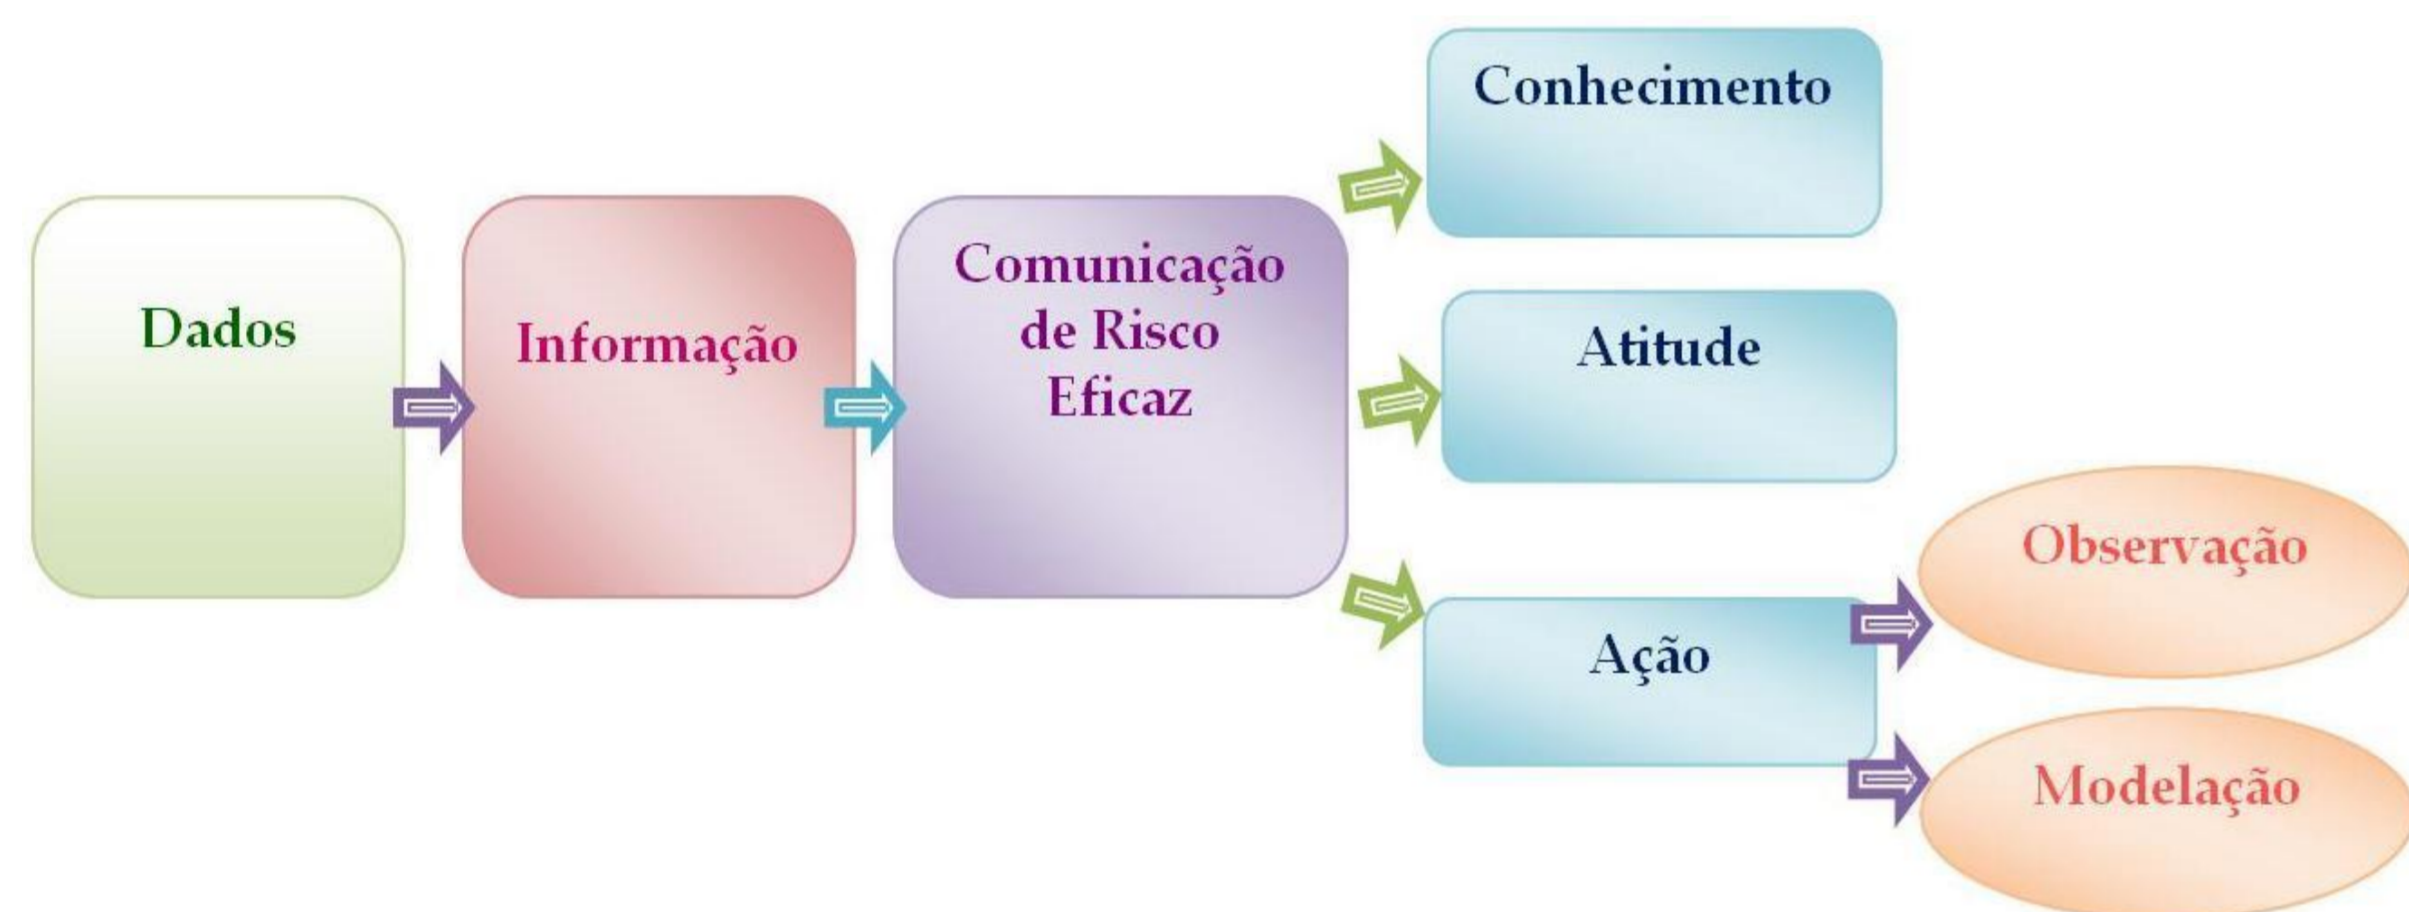 Dados
Informação
Comunicação
de Risco
Eficaz
Conhecimento
Atitude
Ação
Observação
Modelação